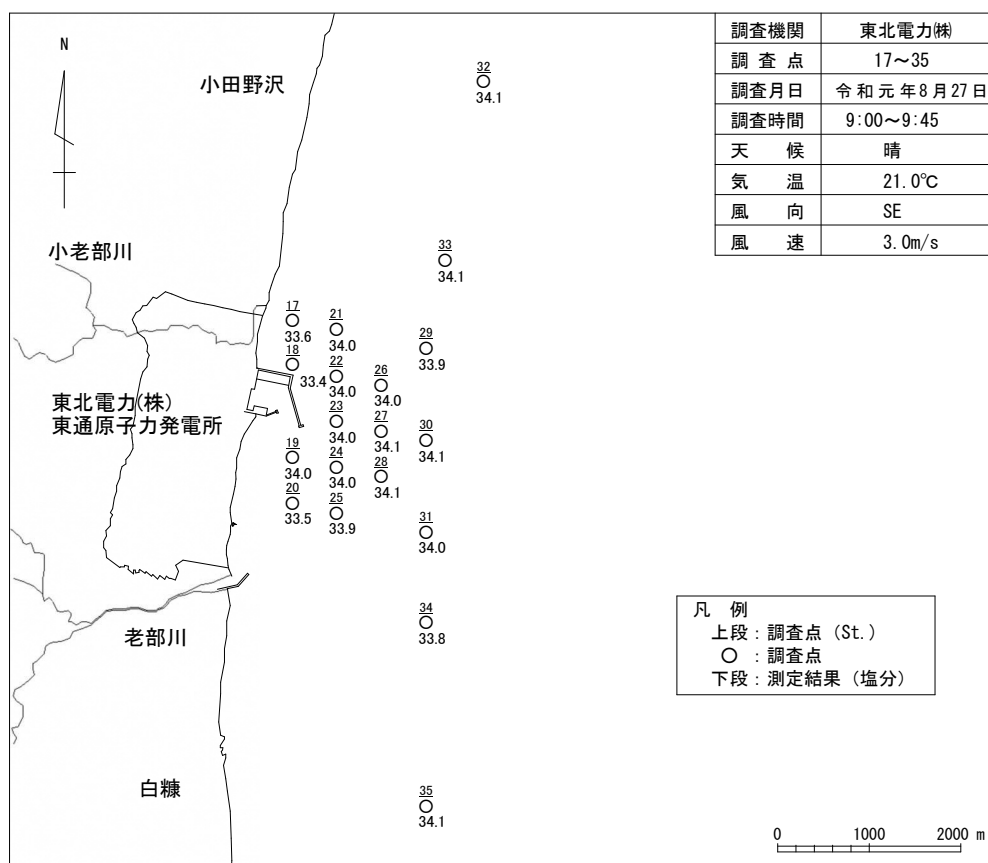 調査機関 東北電力㈱
調査点 17～35
調査月日 令和元年8月27日
調査時間 9:00～9:45
天候 晴
気温 21.0℃
風向 SE
風速 3.0m/s
N
小田野沢
32
34.1
小老部川
33
34.1
17
33.6
21
34.0
29
33.9
18
33.4
22
34.0
26
34.0
東北電力(株)
東通原子力発電所
23
34.0
27
34.1
30
34.1
19
34.0
24
34.0
28
34.1
20
33.5
25
33.9
31
34.0
老部川
34
33.8
凡 例
上段：調査点（St.）
○ ：調査点
下段：測定結果（塩分）
白糠
35
34.1
0 1000 2000 m